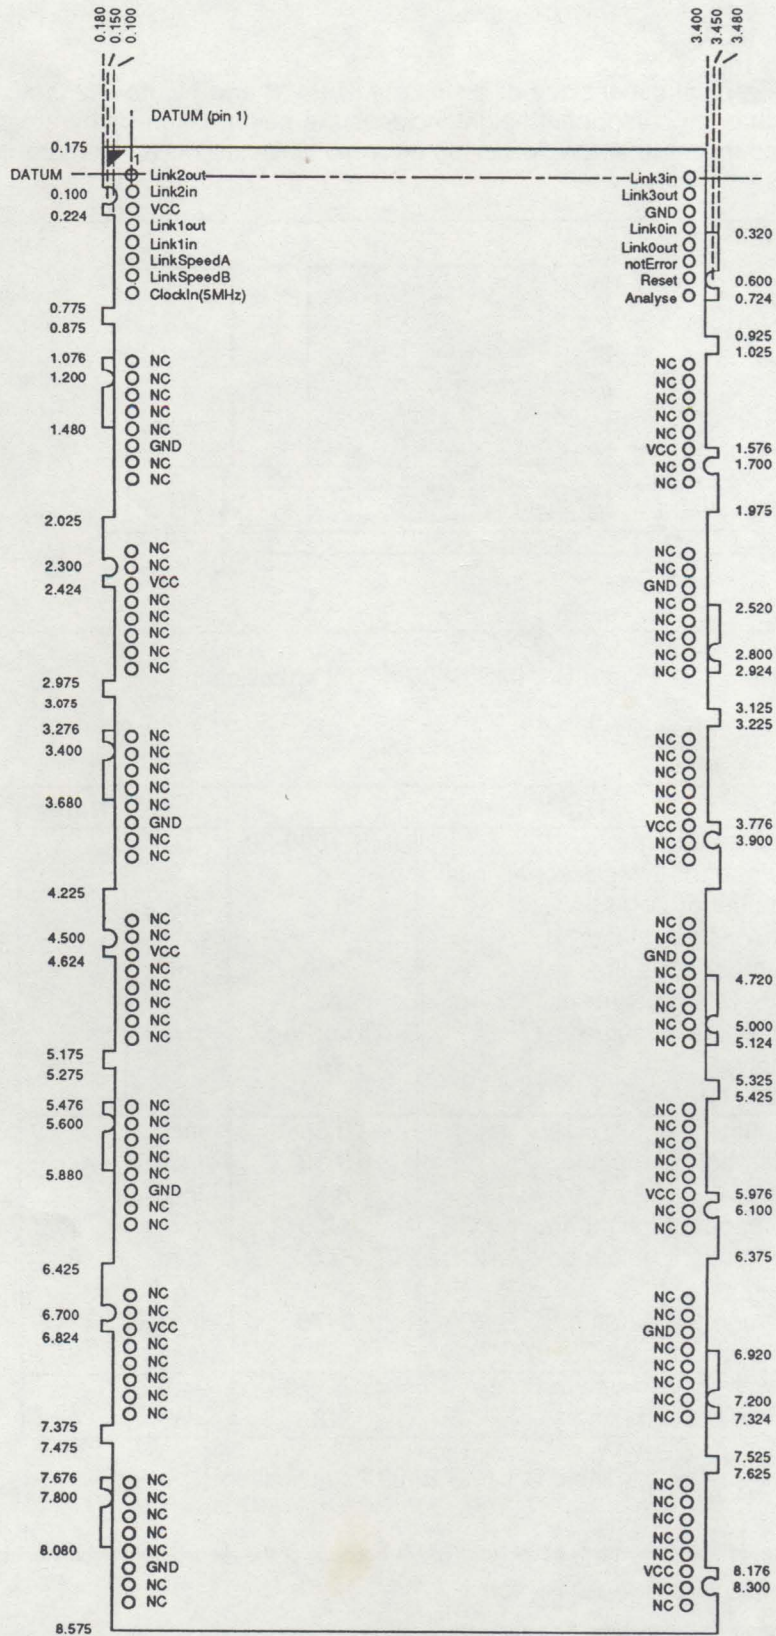 0.180 0.150 0.100 3.400 3.450 3.480
DATUM (pin 1)
0.175
1
DATUM Link2out Link3in
0.100 Link2in Link3out
0.224 VCC GND
Link1out Link0in 0.320
Link1in Link0out
LinkSpeedA notError
LinkSpeedB Reset 0.600
ClockIn(5MHz) Analyse 0.724
0.775
0.875 0.925
1.025
1.076 NC NC
1.200 NC NC
NC NC
NC NC
1.480 NC NC
GND VCC 1.576
NC NC 1.700
NC NC
2.025 1.975
NC NC
2.300 NC NC
2.424 VCC GND
NC NC 2.520
NC NC
NC NC
NC NC 2.800
NC NC 2.924
2.975
3.075 3.125
3.225
3.276 NC NC
3.400 NC NC
NC NC
NC NC
3.680 NC NC
GND VCC 3.776
NC NC 3.900
NC NC
4.225
NC NC
4.500 NC NC
4.624 VCC GND
NC NC 4.720
NC NC
NC NC
NC NC 5.000
NC NC 5.124
5.175
5.275 5.325
5.425
5.476 NC NC
5.600 NC NC
NC NC
NC NC
5.880 NC NC
GND VCC 5.976
NC NC 6.100
NC NC
6.425 6.375
NC NC
6.700 NC NC
6.824 VCC GND
NC NC 6.920
NC NC
NC NC
NC NC 7.200
NC NC 7.324
7.375
7.475 7.525
7.625
7.676 NC NC
7.800 NC NC
NC NC
NC NC
8.080 NC NC
GND VCC 8.176
NC NC 8.300
NC NC
8.575